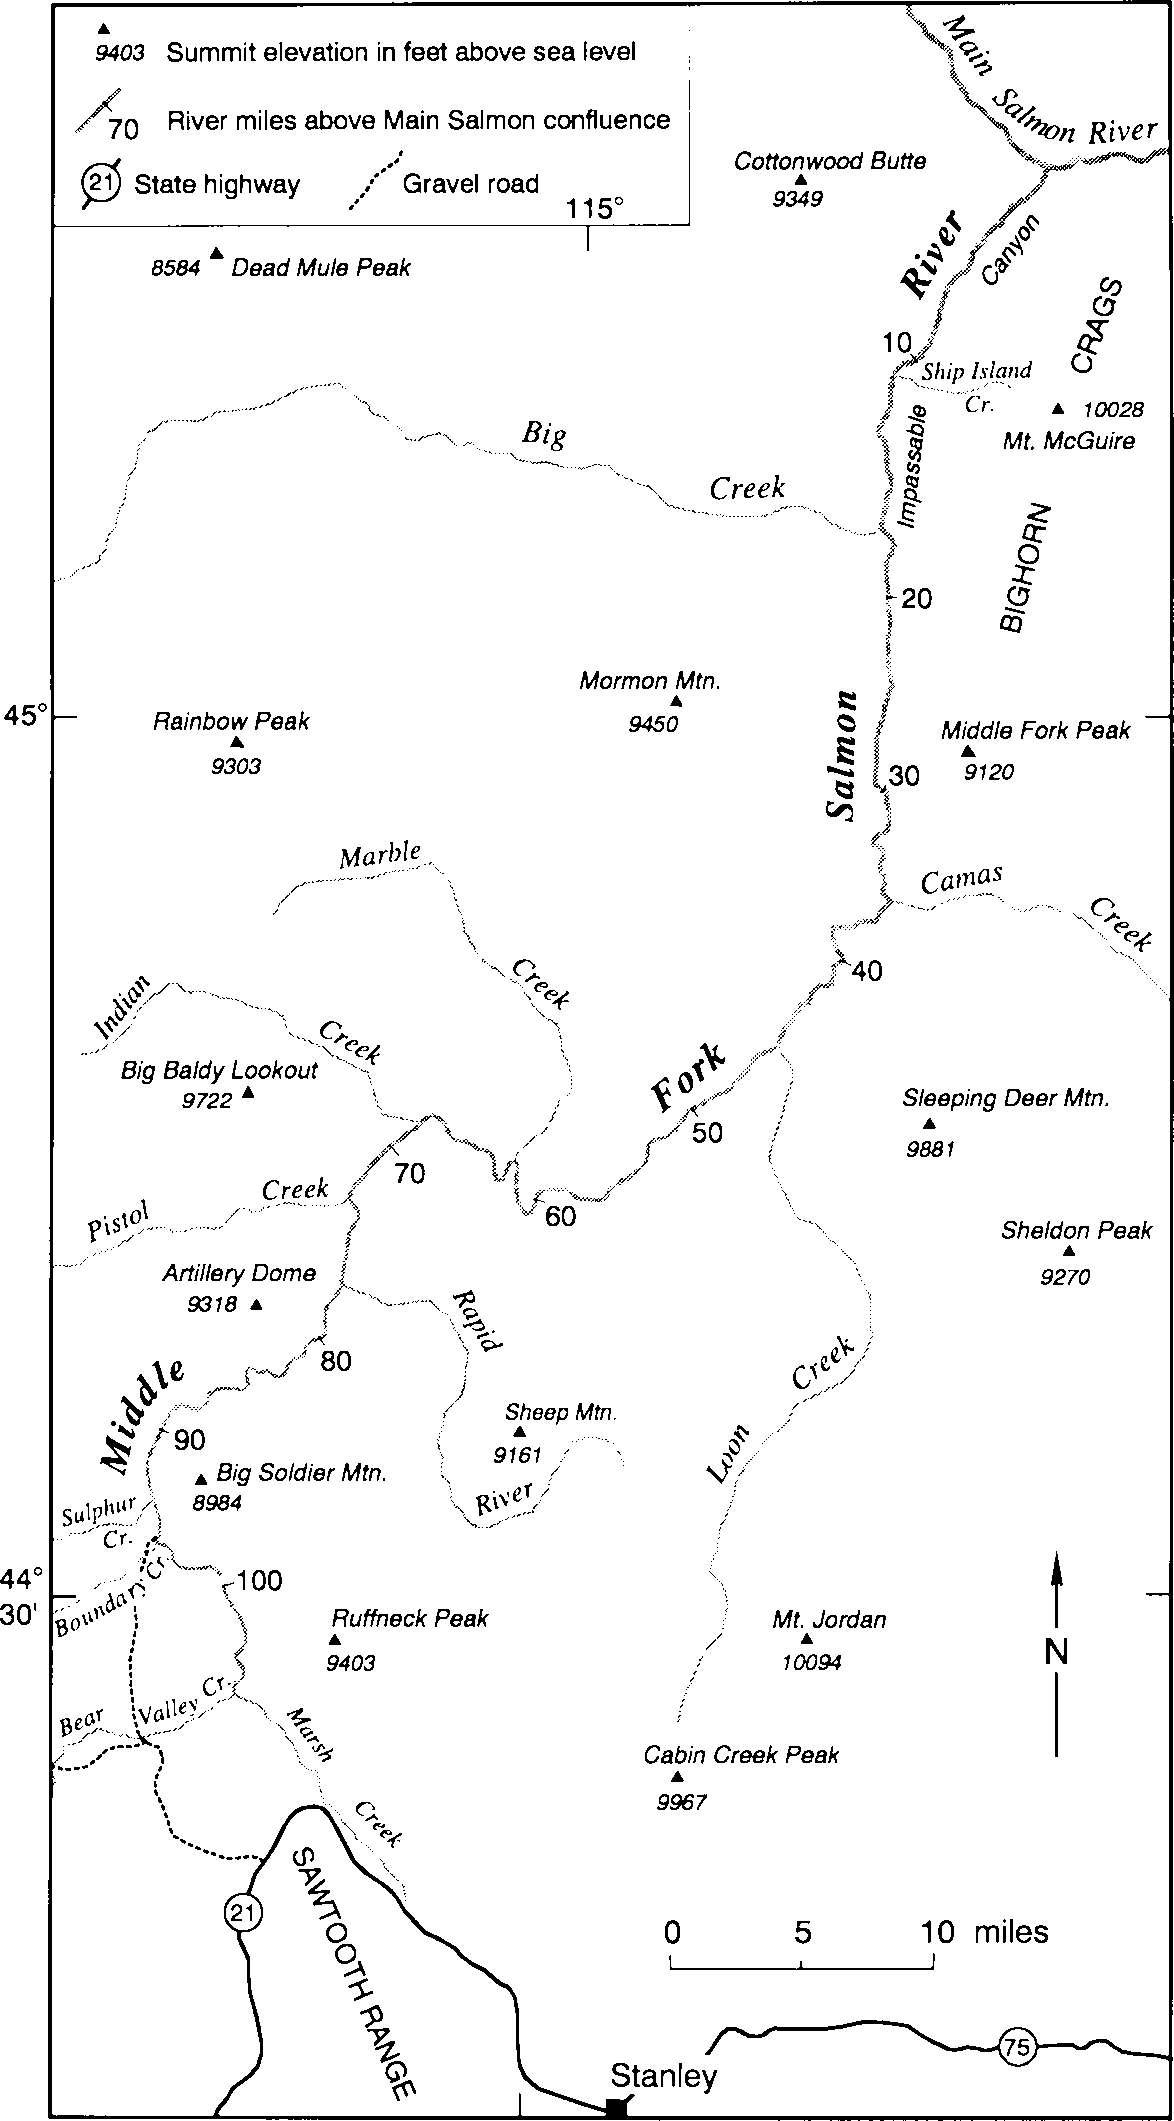 9403 Summit elevation in feet above sea level
70 River miles above Main Salmon confluence
21 State highway
Gravel road
115°
Main Salmon River
Cottonwood Butte
9349
8584 Dead Mule Peak
River
Canyon
CRAGS
10
Ship Island
Cr.
10028
Mt. McGuire
Impassable
Big Creek
BIGHORN
20
Mormon Mtn.
9450
45°
Rainbow Peak
9303
Salmon
Middle Fork Peak
9120
30
Marble Creek
Camas Creek
40
Indian Creek
Big Baldy Lookout
9722
Fork
50
Sleeping Deer Mtn.
9881
70
60
Pistol Creek
Sheldon Peak
9270
Artillery Dome
9318
Rapid River
80
Middle
Loon Creek
90
Sheep Mtn.
9161
Big Soldier Mtn.
8984
Sulphur
Cr.
Boundary Cr.
44°
30'
100
Ruffneck Peak
9403
Mt. Jordan
10094
N
Bear Valley Cr.
Marsh Creek
Cabin Creek Peak
9967
21
SAWTOOTH RANGE
0 5 10 miles
75
Stanley